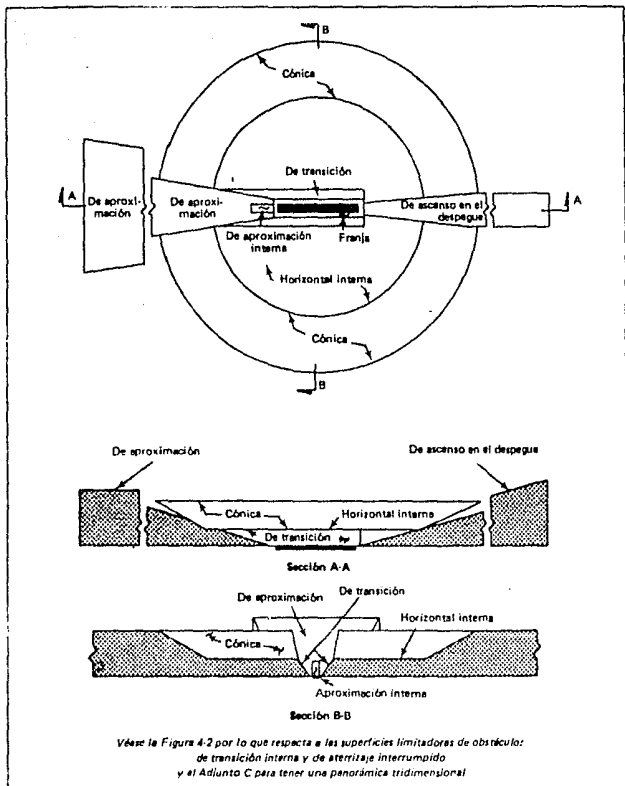 B
Cónica
De transición
A
De aproxi-
mación
De aproxi-
mación
De ascenso en el
despegue
A
De aproximación
interna
Franja
Horizontal interna
Cónica
B
De aproximación
De ascenso en el despegue
Cónica
Horizontal interna
De transición
Sección A-A
De aproximación
De transición
Horizontal interna
Cónica
Aproximación interna
Sección B-B
Véase la Figura 4-2 por lo que respecta a las superficies limitadoras de obstáculo:
de transición interna y de aterrizaje interrumpido
y el Adjunto C para tener una panorámica tridimensional